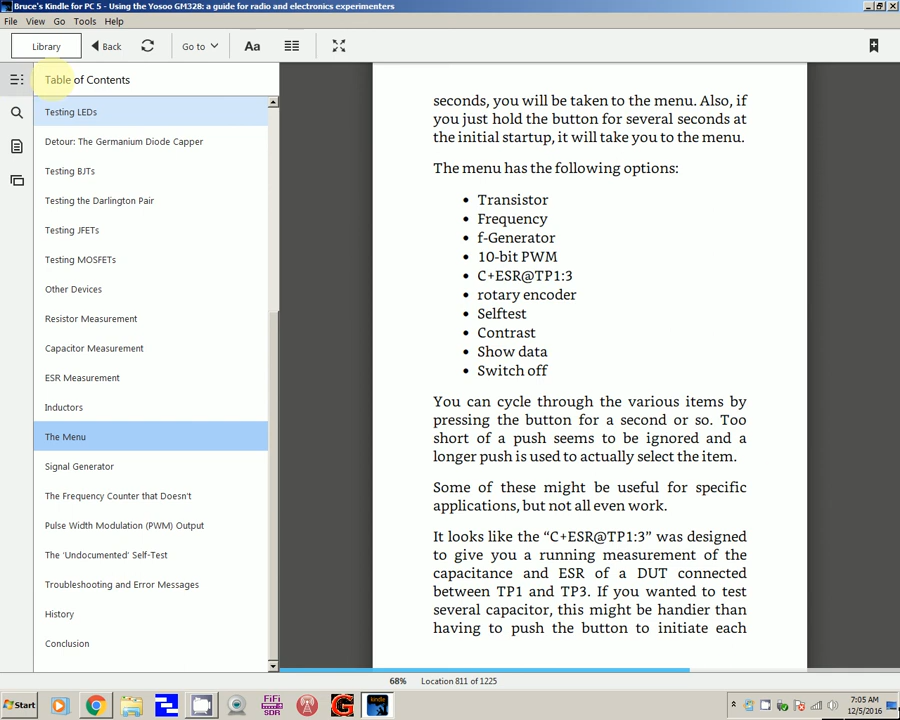 Bruce's Kindle for PC 5 - Using the Yosoo GM328: a guide for radio and electronics experimenters
File View Go Tools Help
Library Back Go to Aa
Table of Contents
Testing LEDs
Detour: The Germanium Diode Capper
Testing BJTs
Testing the Darlington Pair
Testing JFETs
Testing MOSFETs
Other Devices
Resistor Measurement
Capacitor Measurement
ESR Measurement
Inductors
The Menu
Signal Generator
The Frequency Counter that Doesn't
Pulse Width Modulation (PWM) Output
The 'Undocumented' Self-Test
Troubleshooting and Error Messages
History
Conclusion
seconds, you will be taken to the menu. Also, if
you just hold the button for several seconds at
the initial startup, it will take you to the menu.
The menu has the following options:
• Transistor
• Frequency
• f-Generator
• 10-bit PWM
• C+ESR@TP1:3
• rotary encoder
• Selftest
• Contrast
• Show data
• Switch off
You can cycle through the various items by
pressing the button for a second or so. Too
short of a push seems to be ignored and a
longer push is used to actually select the item.
Some of these might be useful for specific
applications, but not all even work.
It looks like the “C+ESR@TP1:3” was designed
to give you a running measurement of the
capacitance and ESR of a DUT connected
between TP1 and TP3. If you wanted to test
several capacitor, this might be handier than
having to push the button to initiate each
68% Location 811 of 1225
Start
FiFi
SDR
kindle
7:05 AM
12/5/2016